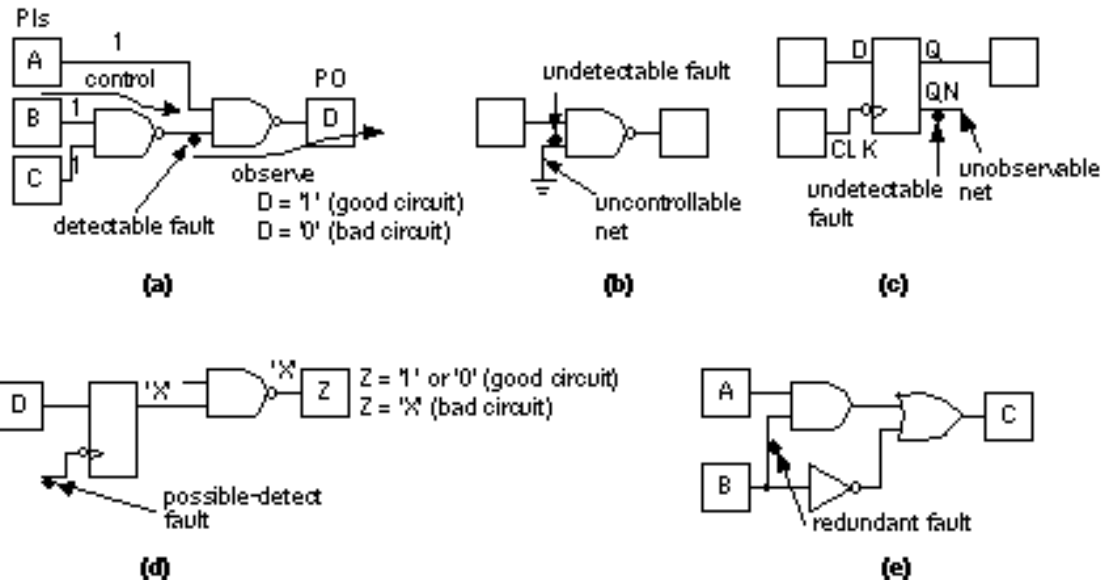 PIs
A
1
control
B
1
C
1
PO
D
observe
detectable fault
D = '1' (good circuit)
D = '0' (bad circuit)
(a)
undetectable fault
uncontrollable
net
(b)
D
Q
QN
CLK
undetectable
fault
unobservable
net
(c)
D
'X'
'X'
Z
Z = '1' or '0' (good circuit)
Z = 'X' (bad circuit)
possible-detect
fault
(d)
A
B
C
redundant fault
(e)